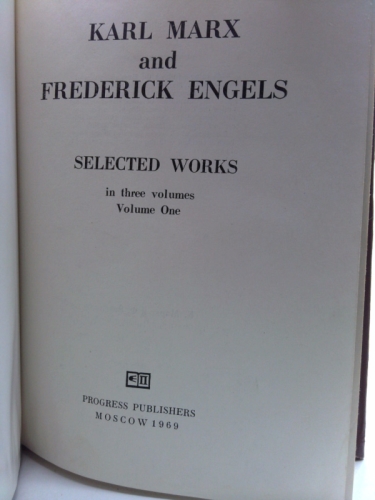 KARL MARX
and
FREDERICK ENGELS
SELECTED WORKS
in three volumes
Volume One
PROGRESS PUBLISHERS
MOSCOW 1969